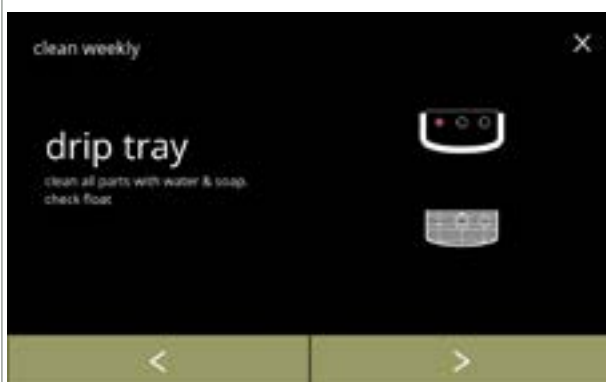 clean weekly
drip tray
clean all parts with water & soap.
check float